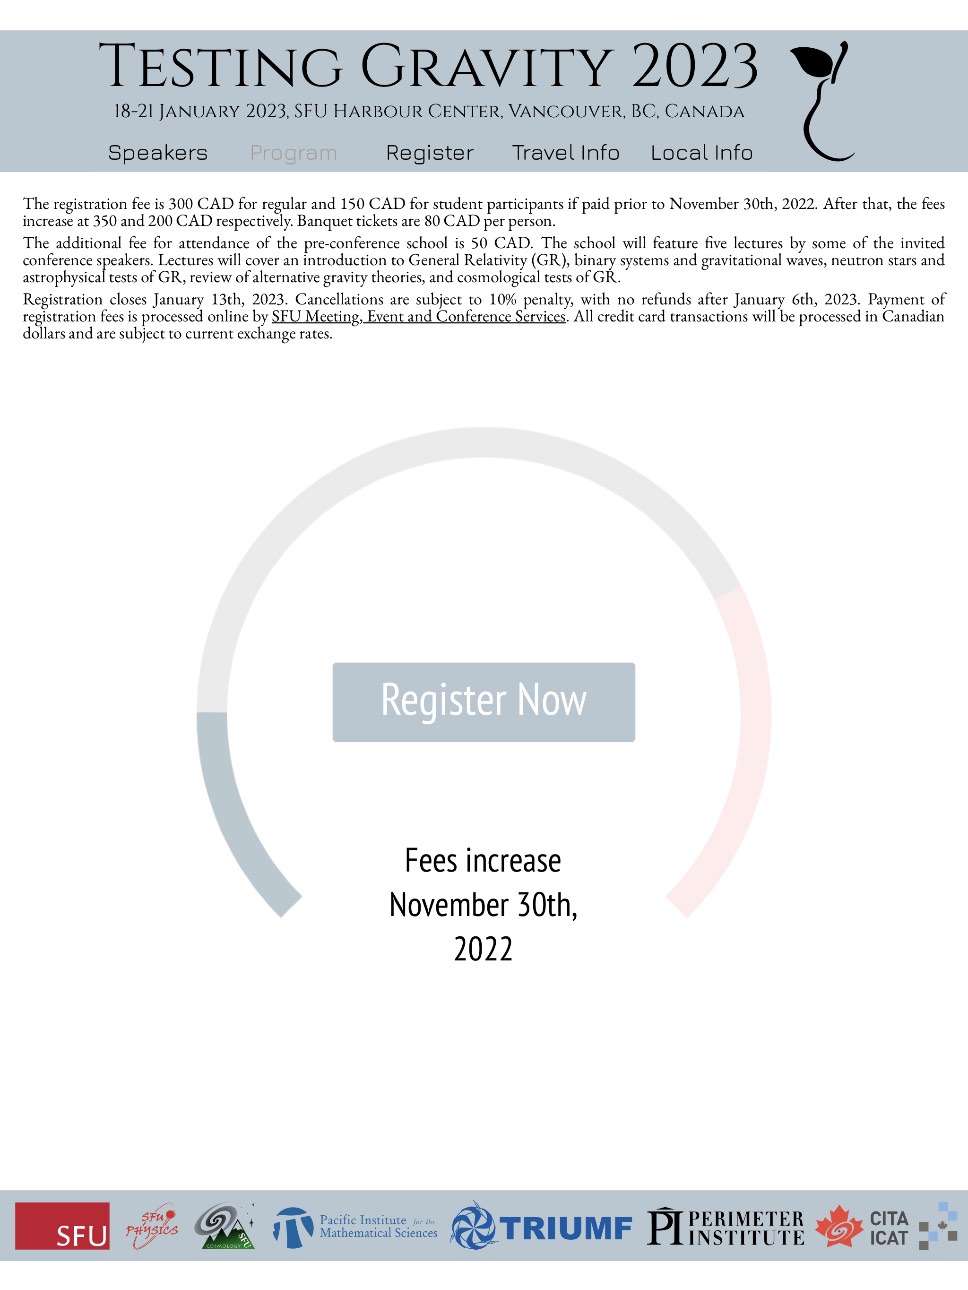 TESTING GRAVITY 2023
18-21 JANUARY 2023, SFU HARBOUR CENTER, VANCOUVER, BC, CANADA
Speakers Program Register Travel Info Local Info
The registration fee is 300 CAD for regular and 150 CAD for student participants if paid prior to November 30th, 2022. After that, the fees
increase at 350 and 200 CAD respectively. Banquet tickets are 80 CAD per person.
The additional fee for attendance of the pre-conference school is 50 CAD. The school will feature five lectures by some of the invited
conference speakers. Lectures will cover an introduction to General Relativity (GR), binary systems and gravitational waves, neutron stars and
astrophysical tests of GR, review of alternative gravity theories, and cosmological tests of GR.
Registration closes January 13th, 2023. Cancellations are subject to 10% penalty, with no refunds after January 6th, 2023. Payment of
registration fees is processed online by SFU Meeting, Event and Conference Services. All credit card transactions will be processed in Canadian
dollars and are subject to current exchange rates.
Register Now
Fees increase
November 30th,
2022
SFU
SFU
PHYSICS
COSMOLOGY SFU
Pacific Institute for the
Mathematical Sciences
TRIUMF
PI PERIMETER
INSTITUTE
CITA
ICAT